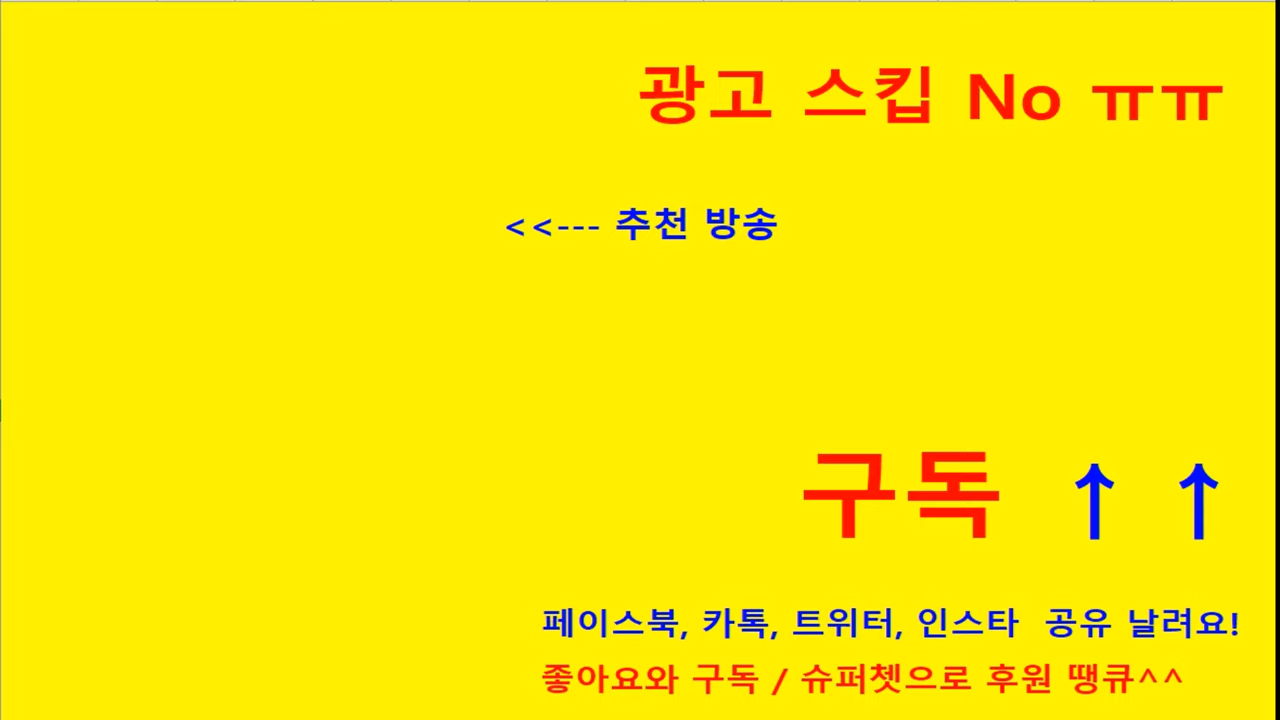 광고 스킵 No ㅠㅠ
<<--- 추천 방송
구독 ↑ ↑
페이스북, 카톡, 트위터, 인스타 공유 날려요!
좋아요와 구독 / 슈퍼쳇으로 후원 땡큐^^